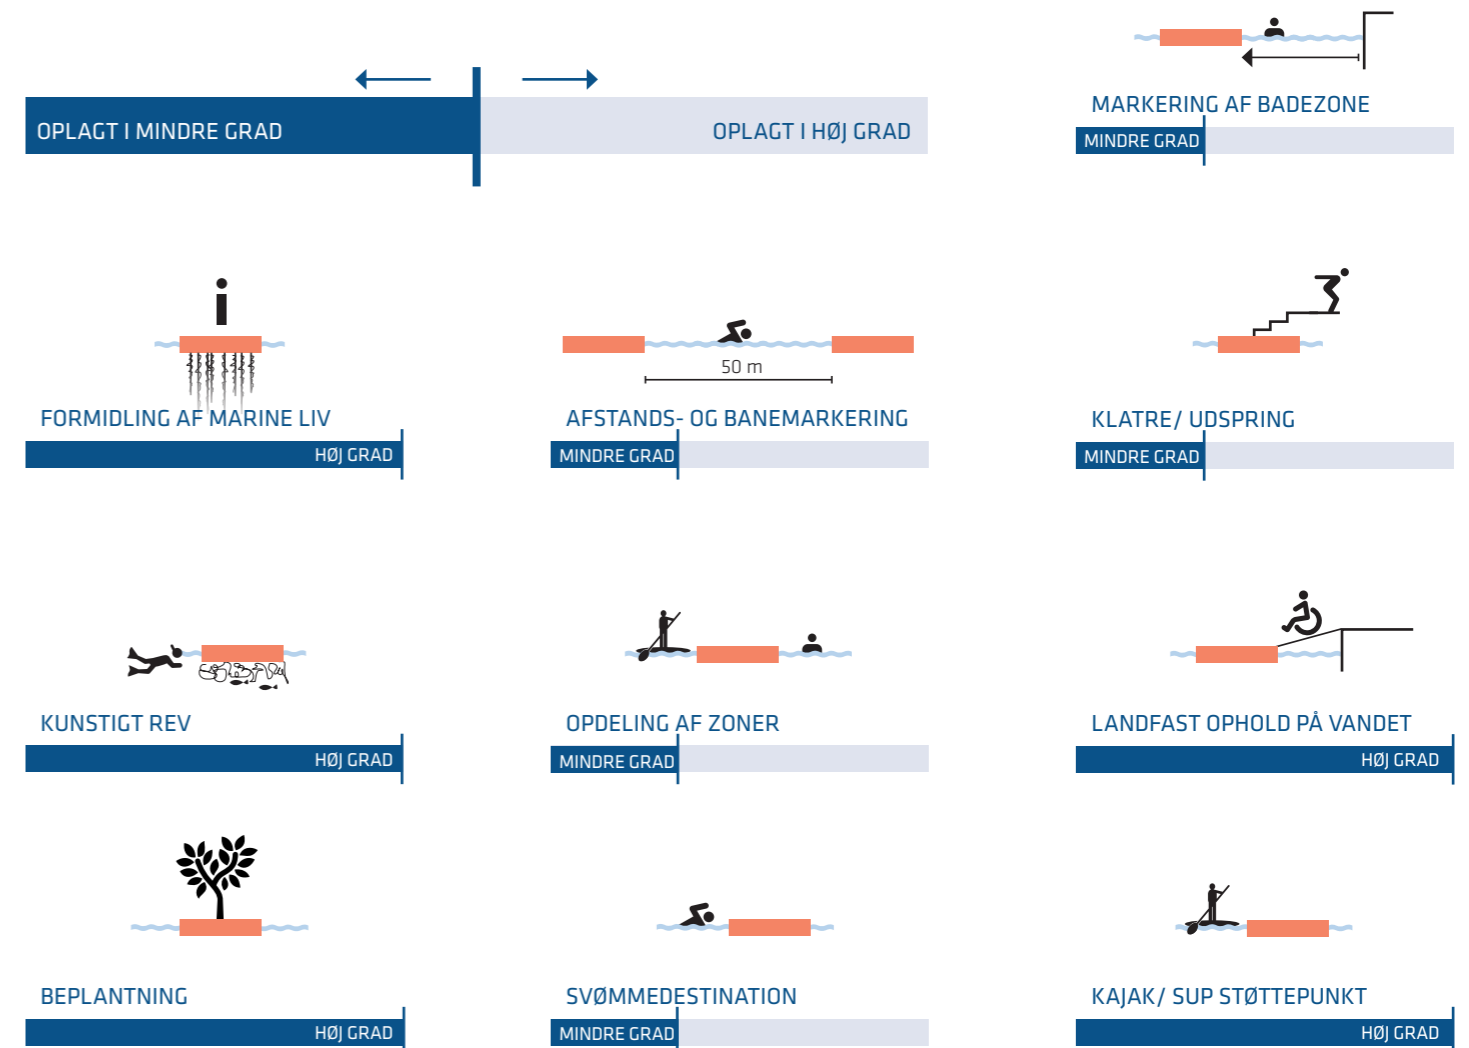 OPLAGT I MINDRE GRAD
OPLAGT I HØJ GRAD
MARKERING AF BADEZONE
MINDRE GRAD
FORMIDLING AF MARINE LIV
HØJ GRAD
50 m
AFSTANDS- OG BANEMARKERING
MINDRE GRAD
KLATRE/ UDSPRING
MINDRE GRAD
KUNSTIGT REV
HØJ GRAD
OPDELING AF ZONER
MINDRE GRAD
LANDFAST OPHOLD PÅ VANDET
HØJ GRAD
BEPLANTNING
HØJ GRAD
SVØMMEDESTINATION
MINDRE GRAD
KAJAK/ SUP STØTTEPUNKT
HØJ GRAD